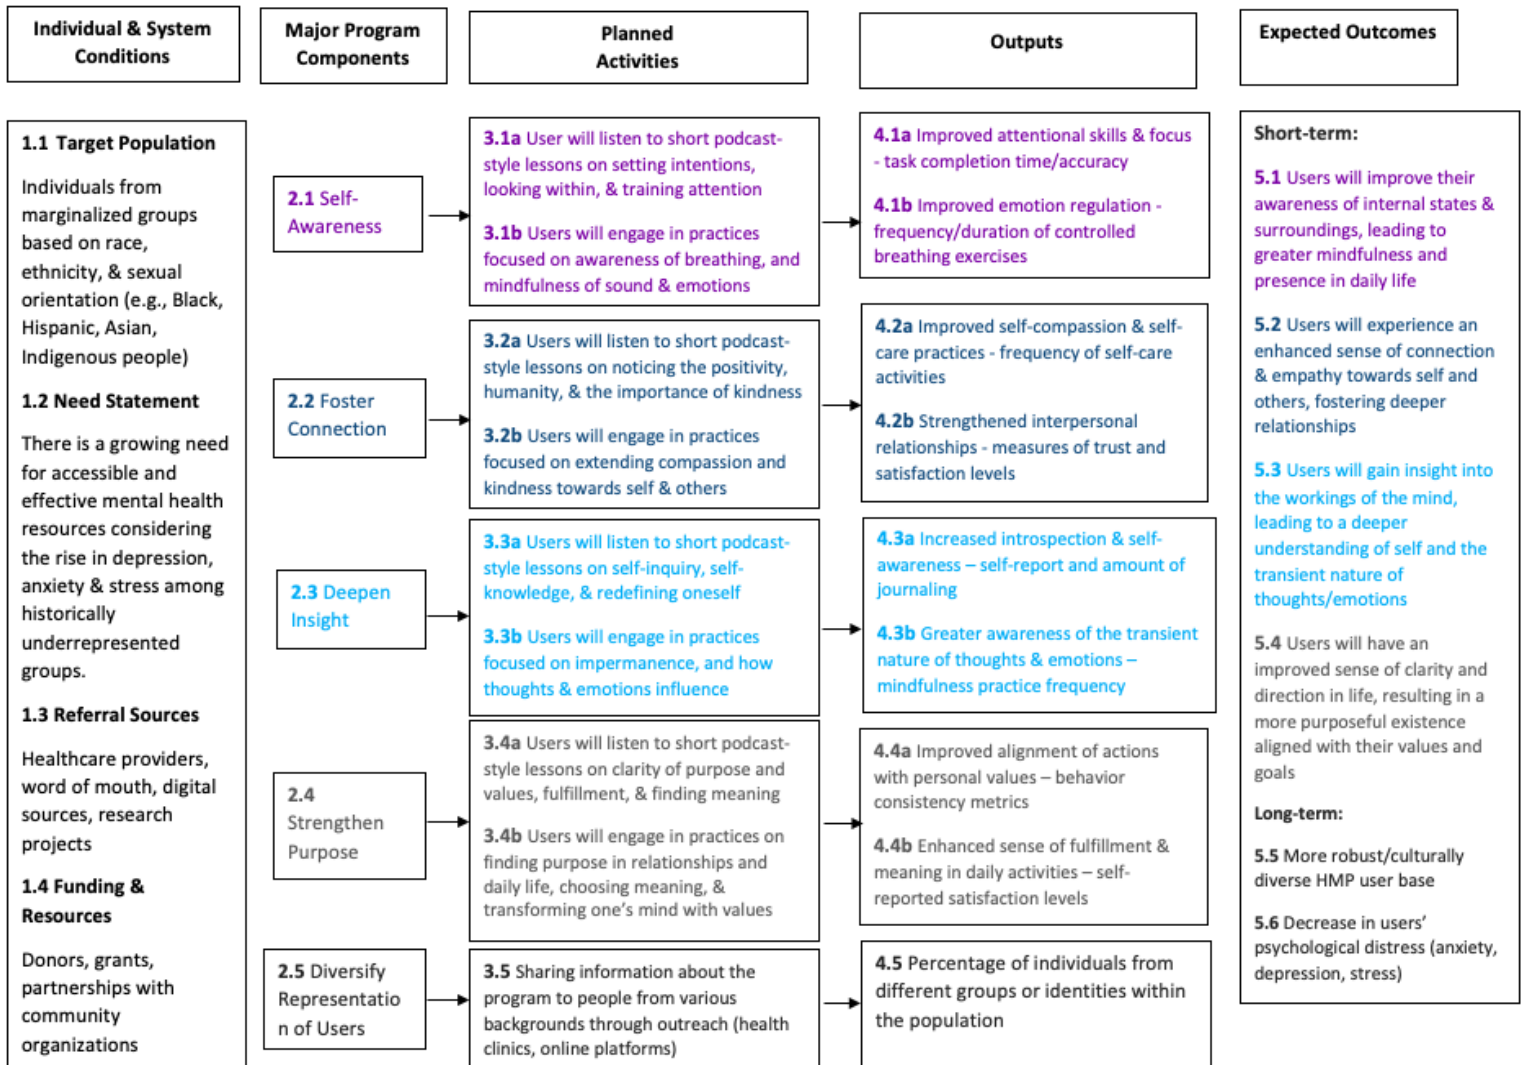 Individual & System
Conditions
Major Program
Components
Planned
Activities
Outputs
Expected Outcomes
1.1 Target Population
Individuals from
marginalized groups
based on race,
ethnicity, & sexual
orientation (e.g., Black,
Hispanic, Asian,
Indigenous people)
1.2 Need Statement
There is a growing need
for accessible and
effective mental health
resources considering
the rise in depression,
anxiety & stress among
historically
underrepresented
groups.
1.3 Referral Sources
Healthcare providers,
word of mouth, digital
sources, research
projects
1.4 Funding &
Resources
Donors, grants,
partnerships with
community
organizations
2.1 Self-
Awareness
2.2 Foster
Connection
2.3 Deepen
Insight
2.4
Strengthen
Purpose
2.5 Diversify
Representatio
n of Users
3.1a User will listen to short podcast-
style lessons on setting intentions,
looking within, & training attention
3.1b Users will engage in practices
focused on awareness of breathing, and
mindfulness of sound & emotions
3.2a Users will listen to short podcast-
style lessons on noticing the positivity,
humanity, & the importance of kindness
3.2b Users will engage in practices
focused on extending compassion and
kindness towards self & others
3.3a Users will listen to short podcast-
style lessons on self-inquiry, self-
knowledge, & redefining oneself
3.3b Users will engage in practices
focused on impermanence, and how
thoughts & emotions influence
3.4a Users will listen to short podcast-
style lessons on clarity of purpose and
values, fulfillment, & finding meaning
3.4b Users will engage in practices on
finding purpose in relationships and
daily life, choosing meaning, &
transforming one's mind with values
3.5 Sharing information about the
program to people from various
backgrounds through outreach (health
clinics, online platforms)
4.1a Improved attentional skills & focus
- task completion time/accuracy
4.1b Improved emotion regulation -
frequency/duration of controlled
breathing exercises
4.2a Improved self-compassion & self-
care practices - frequency of self-care
activities
4.2b Strengthened interpersonal
relationships - measures of trust and
satisfaction levels
4.3a Increased introspection & self-
awareness – self-report and amount of
journaling
4.3b Greater awareness of the transient
nature of thoughts & emotions –
mindfulness practice frequency
4.4a Improved alignment of actions
with personal values – behavior
consistency metrics
4.4b Enhanced sense of fulfillment &
meaning in daily activities – self-
reported satisfaction levels
4.5 Percentage of individuals from
different groups or identities within
the population
Short-term:
5.1 Users will improve their
awareness of internal states &
surroundings, leading to
greater mindfulness and
presence in daily life
5.2 Users will experience an
enhanced sense of connection
& empathy towards self and
others, fostering deeper
relationships
5.3 Users will gain insight into
the workings of the mind,
leading to a deeper
understanding of self and the
transient nature of
thoughts/emotions
5.4 Users will have an
improved sense of clarity and
direction in life, resulting in a
more purposeful existence
aligned with their values and
goals
Long-term:
5.5 More robust/culturally
diverse HMP user base
5.6 Decrease in users'
psychological distress (anxiety,
depression, stress)